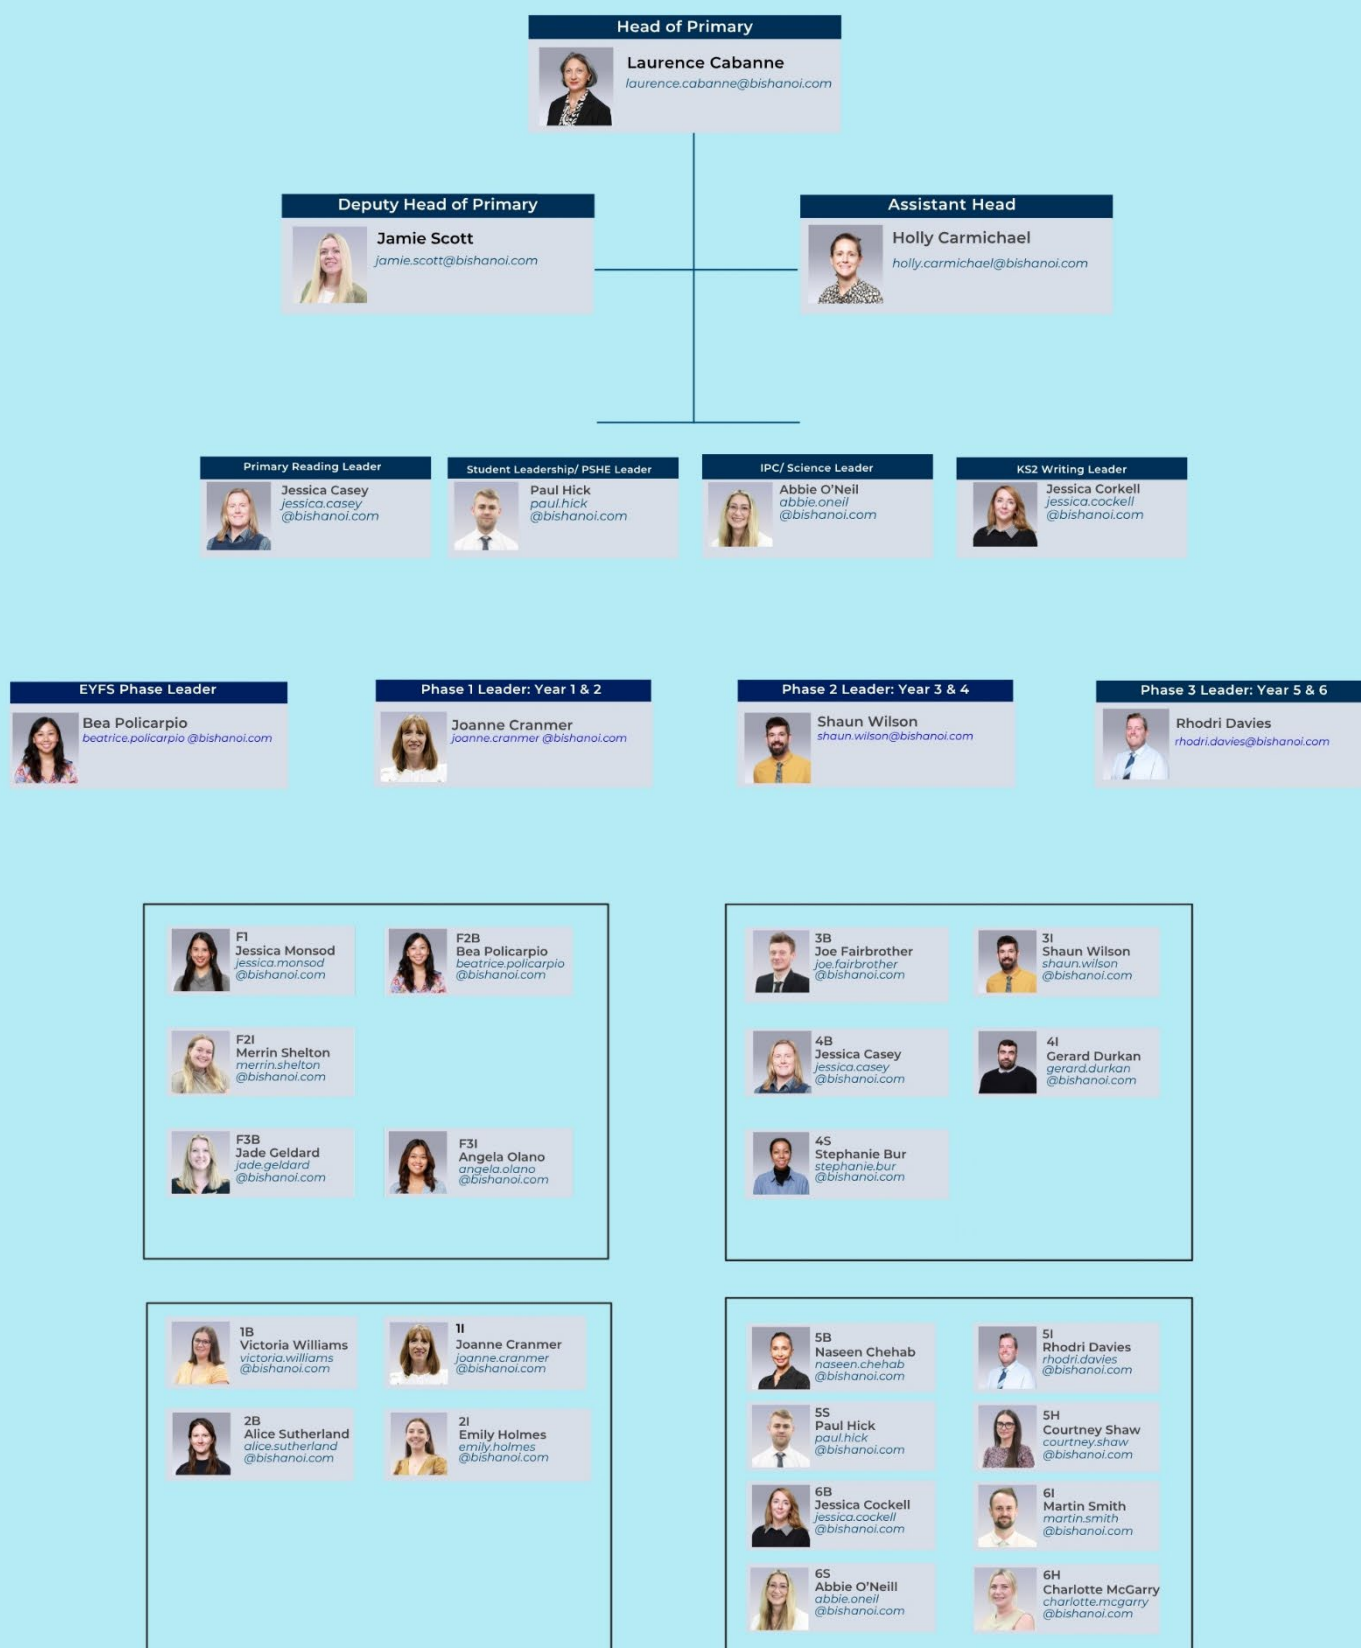 Head of Primary
Laurence Cabanne
laurence.cabanne@bishanoi.com
Deputy Head of Primary
Jamie Scott
jamie.scott@bishanoi.com
Assistant Head
Holly Carmichael
holly.carmichael@bishanoi.com
Primary Reading Leader
Jessica Casey
jessica.casey
@bishanoi.com
Student Leadership/ PSHE Leader
Paul Hick
paul.hick
@bishanoi.com
IPC/ Science Leader
Abbie O'Neil
abbie.oneil
@bishanoi.com
KS2 Writing Leader
Jessica Corkell
jessica.cockell
@bishanoi.com
EYFS Phase Leader
Bea Policarpio
beatrice.policarpio @bishanoi.com
Phase 1 Leader: Year 1 & 2
Joanne Cranmer
joanne.cranmer @bishanoi.com
Phase 2 Leader: Year 3 & 4
Shaun Wilson
shaun.wilson@bishanoi.com
Phase 3 Leader: Year 5 & 6
Rhodri Davies
rhodri.davies@bishanoi.com
F1
Jessica Monsod
jessica.monsod
@bishanoi.com
F2B
Bea Policarpio
beatrice.policarpio
@bishanoi.com
F2I
Merrin Shelton
merrin.shelton
@bishanoi.com
F3B
Jade Geldard
jade.geldard
@bishanoi.com
F3I
Angela Olano
angela.olano
@bishanoi.com
3B
Joe Fairbrother
joe.fairbrother
@bishanoi.com
3I
Shaun Wilson
shaun.wilson
@bishanoi.com
4B
Jessica Casey
jessica.casey
@bishanoi.com
4I
Gerard Durkan
gerard.durkan
@bishanoi.com
4S
Stephanie Bur
stephanie.bur
@bishanoi.com
1B
Victoria Williams
victoria.williams
@bishanoi.com
1I
Joanne Cranmer
joanne.cranmer
@bishanoi.com
2B
Alice Sutherland
alice.sutherland
@bishanoi.com
2I
Emily Holmes
emily.holmes
@bishanoi.com
5B
Naseen Chehab
naseen.chehab
@bishanoi.com
5I
Rhodri Davies
rhodri.davies
@bishanoi.com
5S
Paul Hick
paul.hick
@bishanoi.com
5H
Courtney Shaw
courtney.shaw
@bishanoi.com
6B
Jessica Cockell
jessica.cockell
@bishanoi.com
6I
Martin Smith
martin.smith
@bishanoi.com
6S
Abbie O'Neill
abbie.oneil
@bishanoi.com
6H
Charlotte McGarry
charlotte.mcgarry
@bishanoi.com